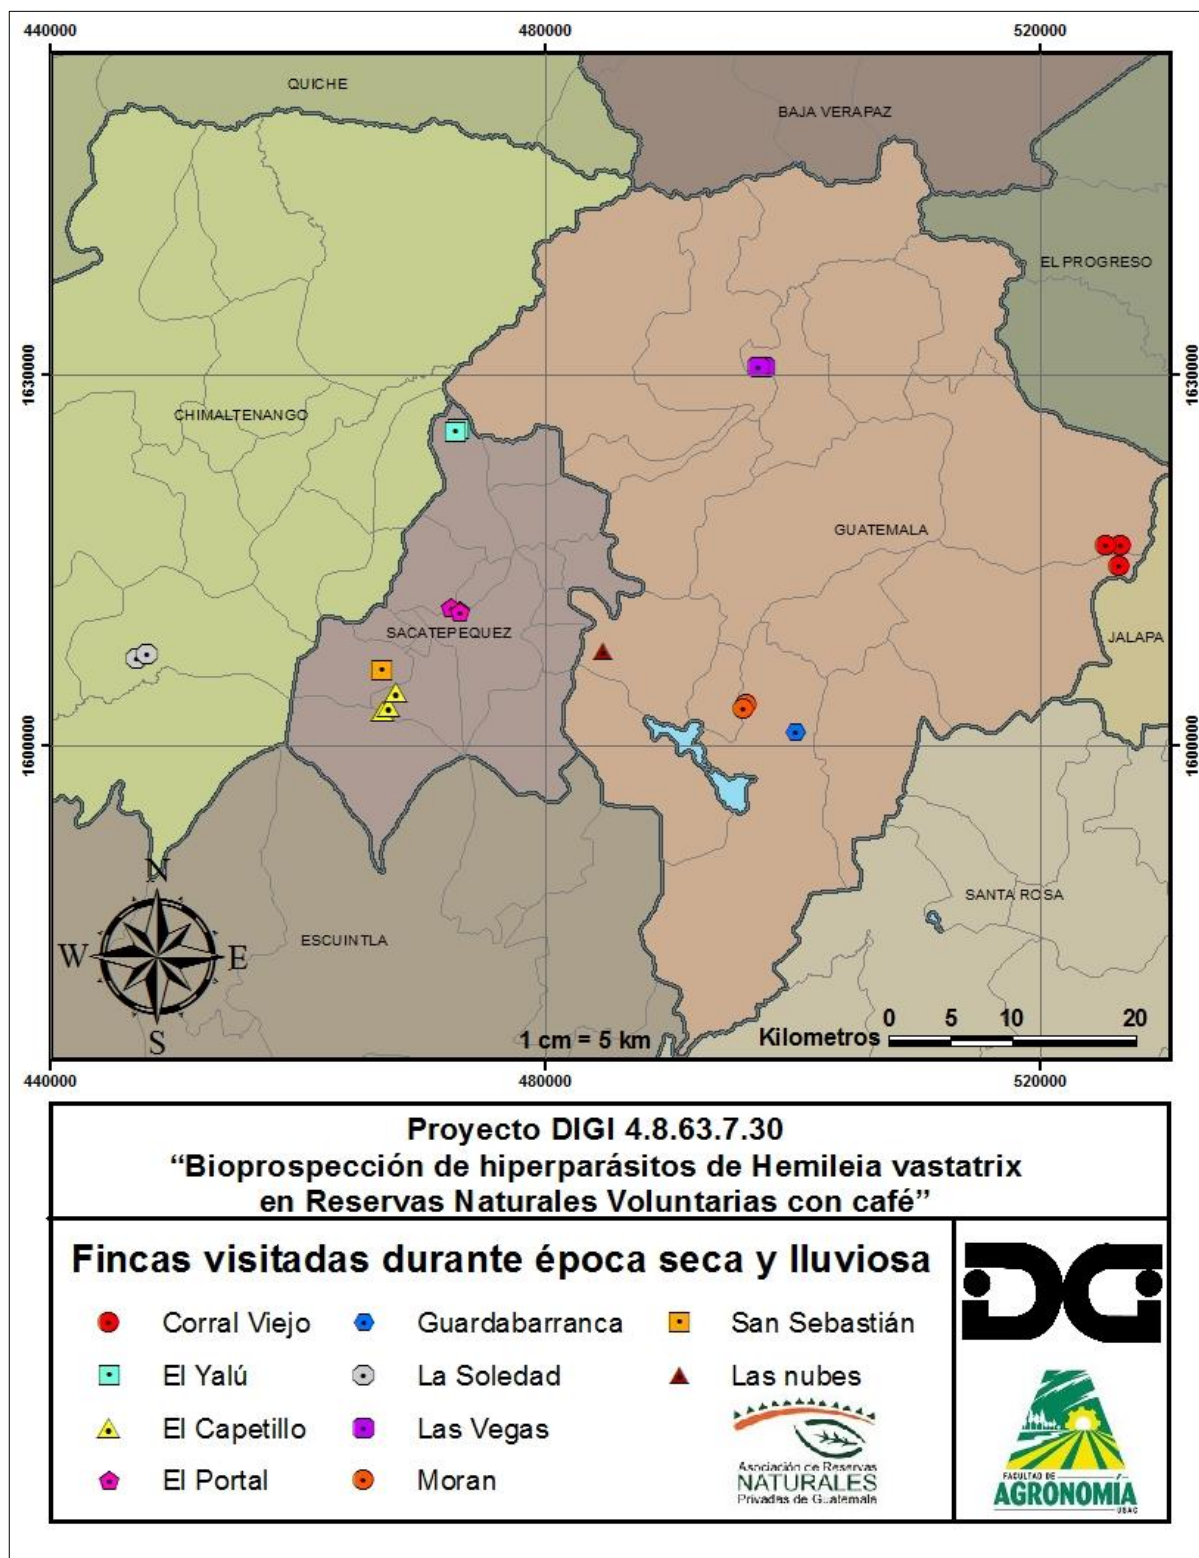 440000 480000 520000
QUICHE
BAJA VERAPAZ
EL PROGRESO
1630000 1630000
CHIMALTENANGO
GUATEMALA
SACATEPEQUEZ
JALAPA
1600000 1600000
SANTA ROSA
ESCUINTLA
N
W E
S
1 cm = 5 km
Kilometros 0 5 10 20
440000 480000 520000
Proyecto DIGI 4.8.63.7.30
“Bioprospección de hiperparásitos de Hemileia vastatrix
en Reservas Naturales Voluntarias con café”
Fincas visitadas durante época seca y lluviosa
Corral Viejo Guardabarranca San Sebastián
El Yalú La Soledad Las nubes
El Capetillo Las Vegas
El Portal Moran
Asociación de Reservas
NATURALES
Privadas de Guatemala
DIGI
FACULTAD DE
AGRONOMÍA
USAC